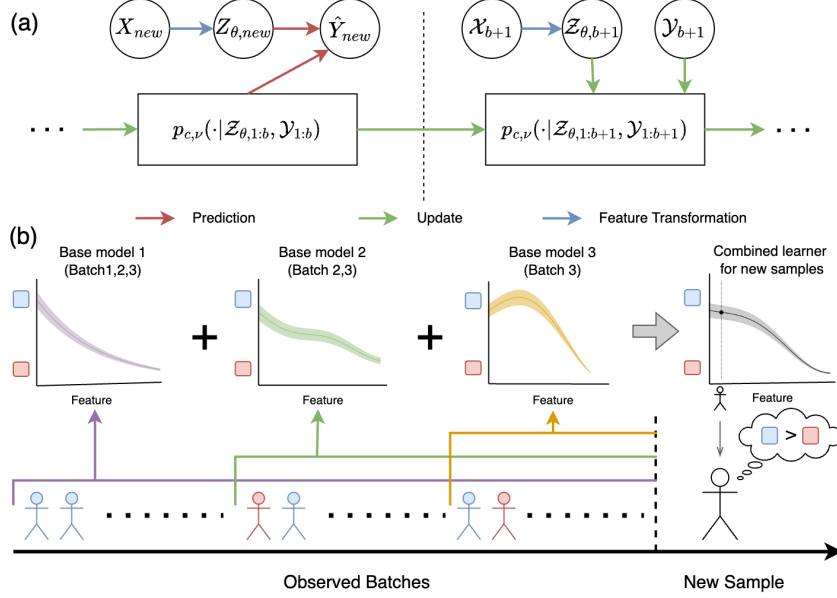 (a)
X_new Z_θ,new Ŷ_new 𝒳_b+1 𝒵_θ,b+1 𝒴_b+1
··· p_c,ν(·|𝒵_θ,1:b, 𝒴_1:b) p_c,ν(·|𝒵_θ,1:b+1, 𝒴_1:b+1) ···
Prediction Update Feature Transformation
(b)
Base model 1
(Batch1,2,3)
Base model 2
(Batch 2,3)
Base model 3
(Batch 3)
Combined learner
for new samples
+ +
Feature Feature Feature Feature
>
Observed Batches New Sample